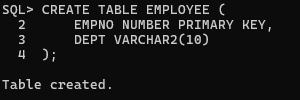 SQL> CREATE TABLE EMPLOYEE (
  2      EMPNO NUMBER PRIMARY KEY,
  3      DEPT VARCHAR2(10)
  4  );
Table created.